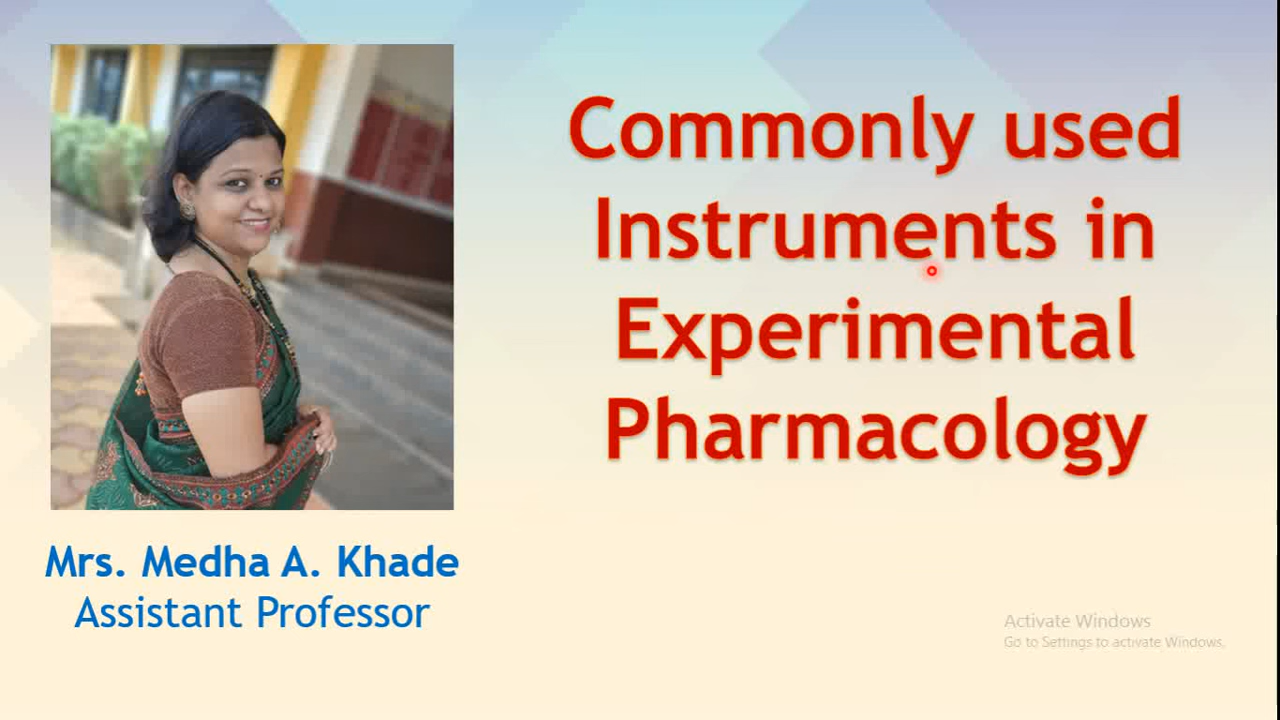 Commonly used
Instruments in
Experimental
Pharmacology
Mrs. Medha A. Khade
Assistant Professor
Activate Windows
Go to Settings to activate Windows.